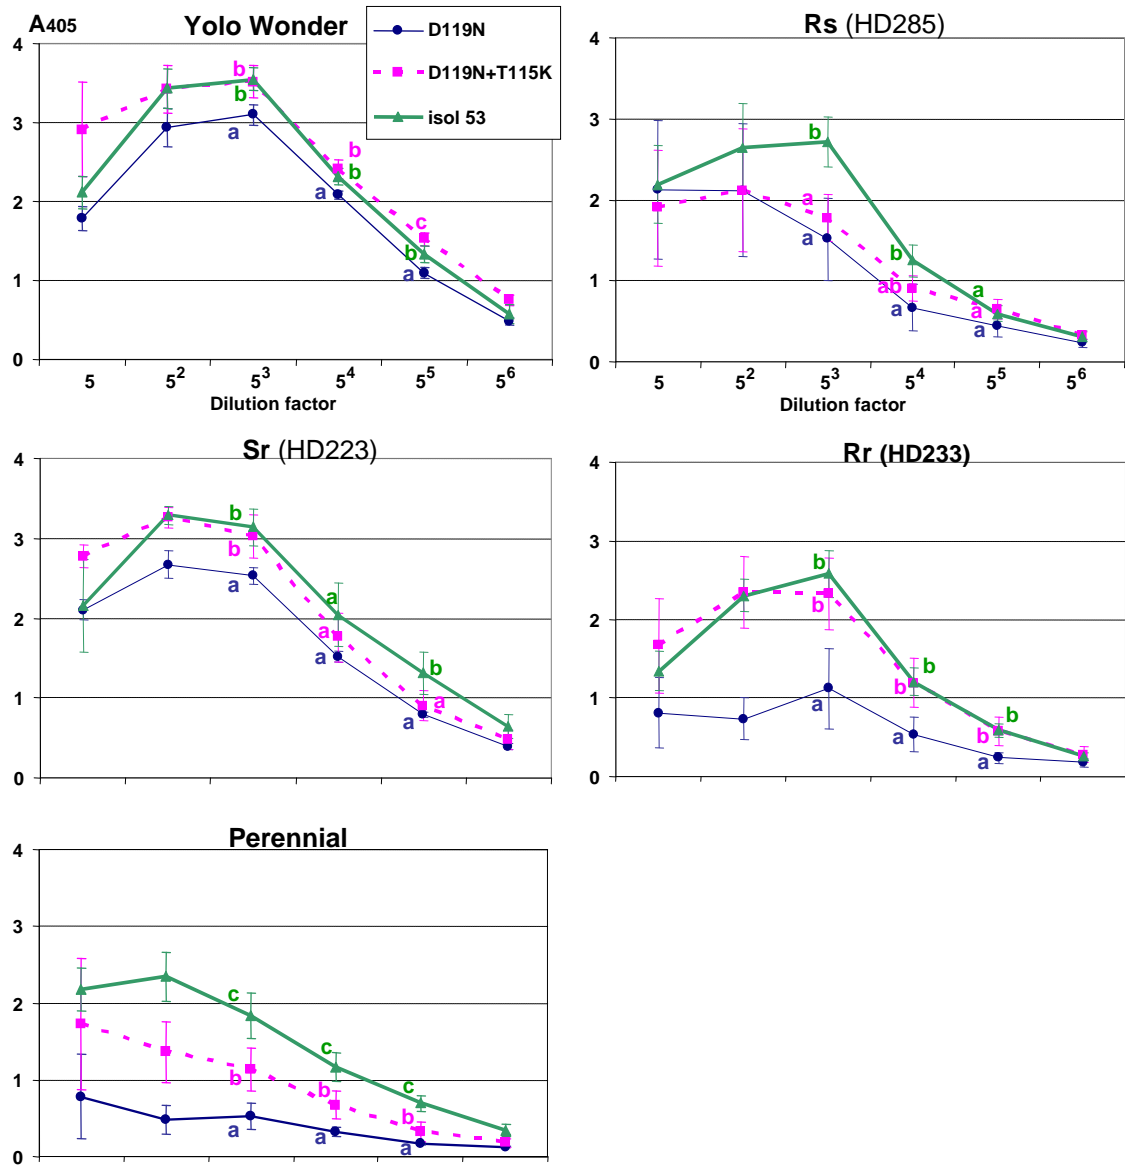 A405
Yolo Wonder
D119N
D119N+T115K
isol 53
4
3
2
1
0
b
b
a
b
b
a
c
b
a
5 5² 5³ 5⁴ 5⁵ 5⁶
Dilution factor
Rs (HD285)
4
3
2
1
0
b
a
a
b
ab
a
a
a
a
5 5² 5³ 5⁴ 5⁵ 5⁶
Dilution factor
Sr (HD223)
4
3
2
1
0
b
b
a
a
a
a
b
a
a
Rr (HD233)
4
3
2
1
0
b
b
a
b
b
a
b
b
a
Perennial
4
3
2
1
0
c
b
a
c
b
a
c
b
a